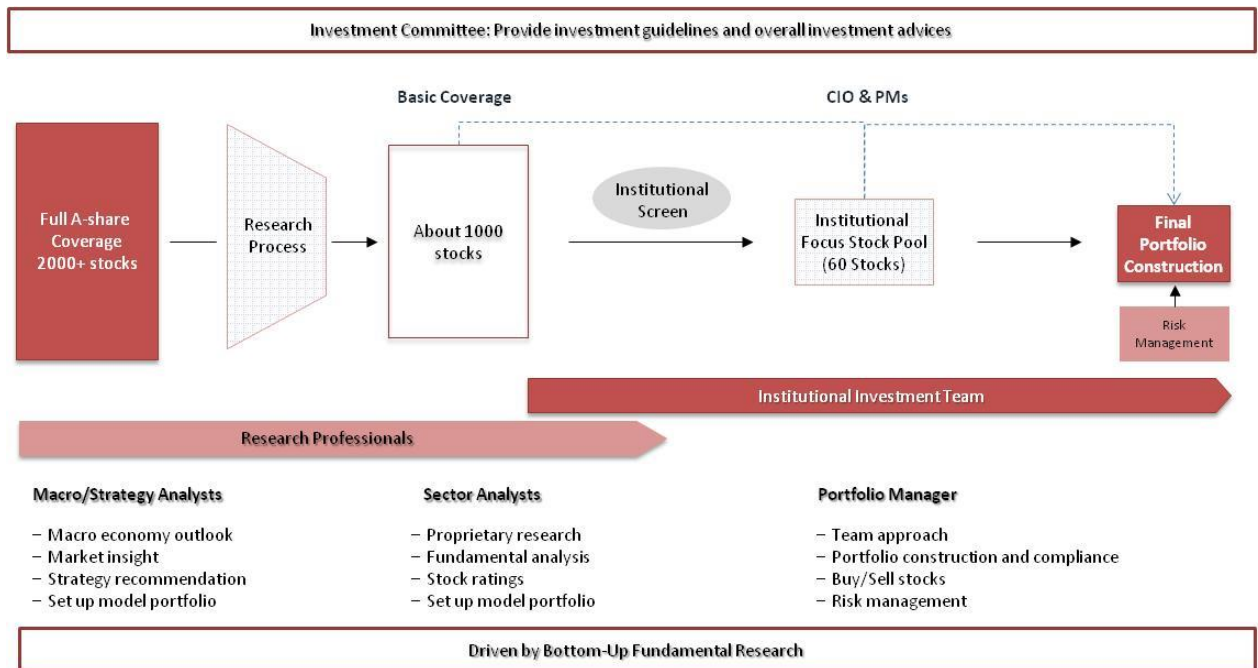 Investment Committee: Provide investment guidelines and overall investment advices
Basic Coverage
CIO & PMs
Full A-share
Coverage
2000+ stocks
Research
Process
About 1000
stocks
Institutional
Screen
Institutional
Focus Stock Pool
(60 Stocks)
Final
Portfolio
Construction
Risk
Management
Institutional Investment Team
Research Professionals
Macro/Strategy Analysts
– Macro economy outlook
– Market insight
– Strategy recommendation
– Set up model portfolio
Sector Analysts
– Proprietary research
– Fundamental analysis
– Stock ratings
– Set up model portfolio
Portfolio Manager
– Team approach
– Portfolio construction and compliance
– Buy/Sell stocks
– Risk management
Driven by Bottom-Up Fundamental Research